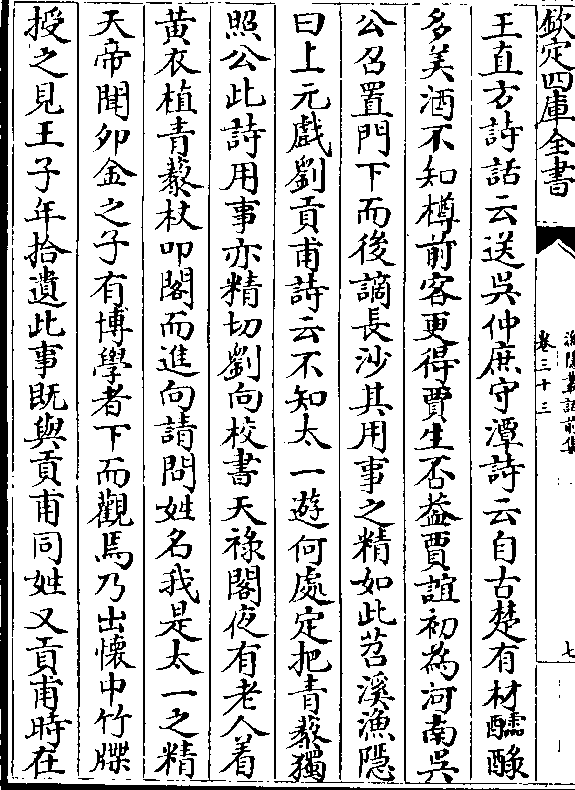 欽定四庫全書
漁隱叢話前集
卷三十三
七
王直方詩話云送吳仲庶守潭詩云自古楚有材醽醁
多美酒不知樽前客更得賈生否葢賈誼初為河南吳
公召置門下而後謫長沙其用事之精如此苕溪漁隱
曰上元戲劉貢甫詩云不知太一遊何處定把青藜獨
照公此詩用事亦精切劉向校書天禄閣夜有老人着
黄衣植青藜杖叩閣而進向請問姓名我是太一之精
天帝聞卯金之子有博學者下而觀焉乃出懷中竹牒
授之見王子年拾遺此事既與貢甫同姓又貢甫時在